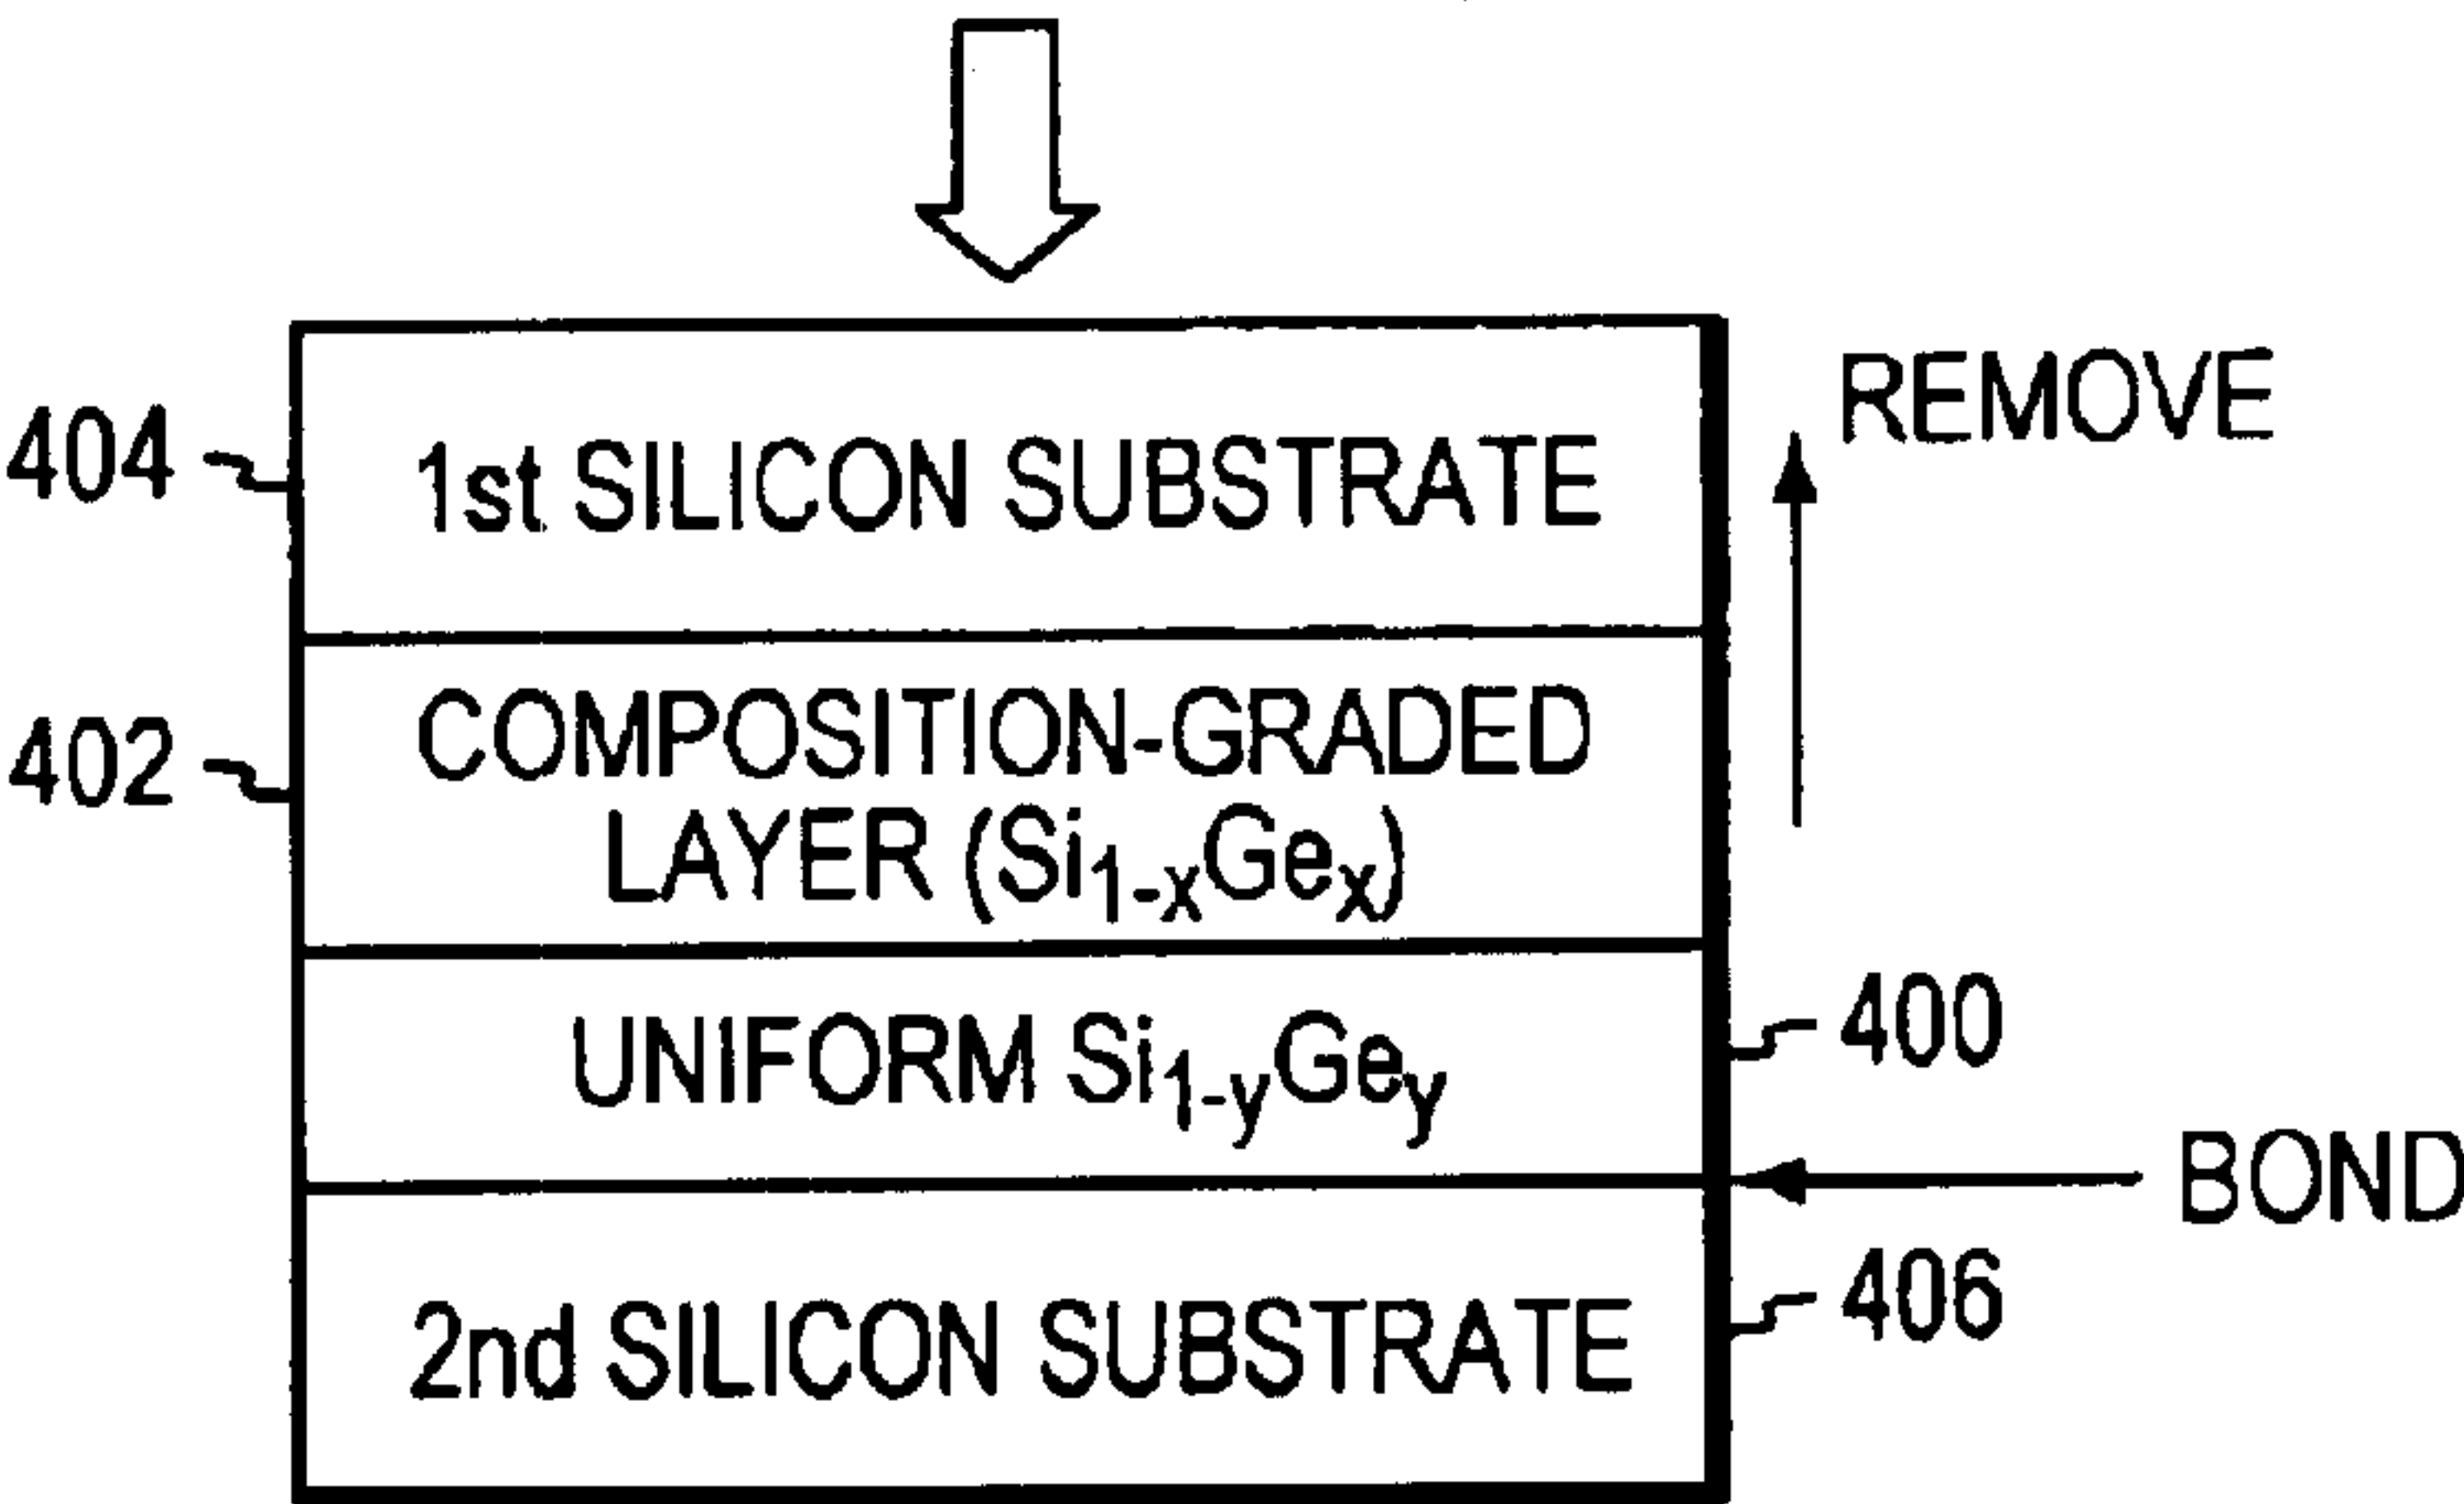 REMOVE
404
1st SILICON SUBSTRATE
402
COMPOSITION-GRADED
LAYER (Si1-xGex)
400
UNIFORM Si1-yGey
BOND
406
2nd SILICON SUBSTRATE